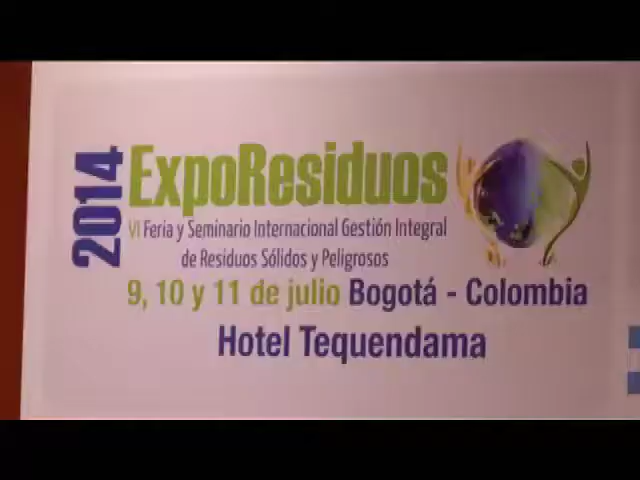 2014
ExpoResiduos
VI Feria y Seminario Internacional Gestión Integral
de Residuos Sólidos y Peligrosos
9, 10 y 11 de julio Bogotá - Colombia
Hotel Tequendama